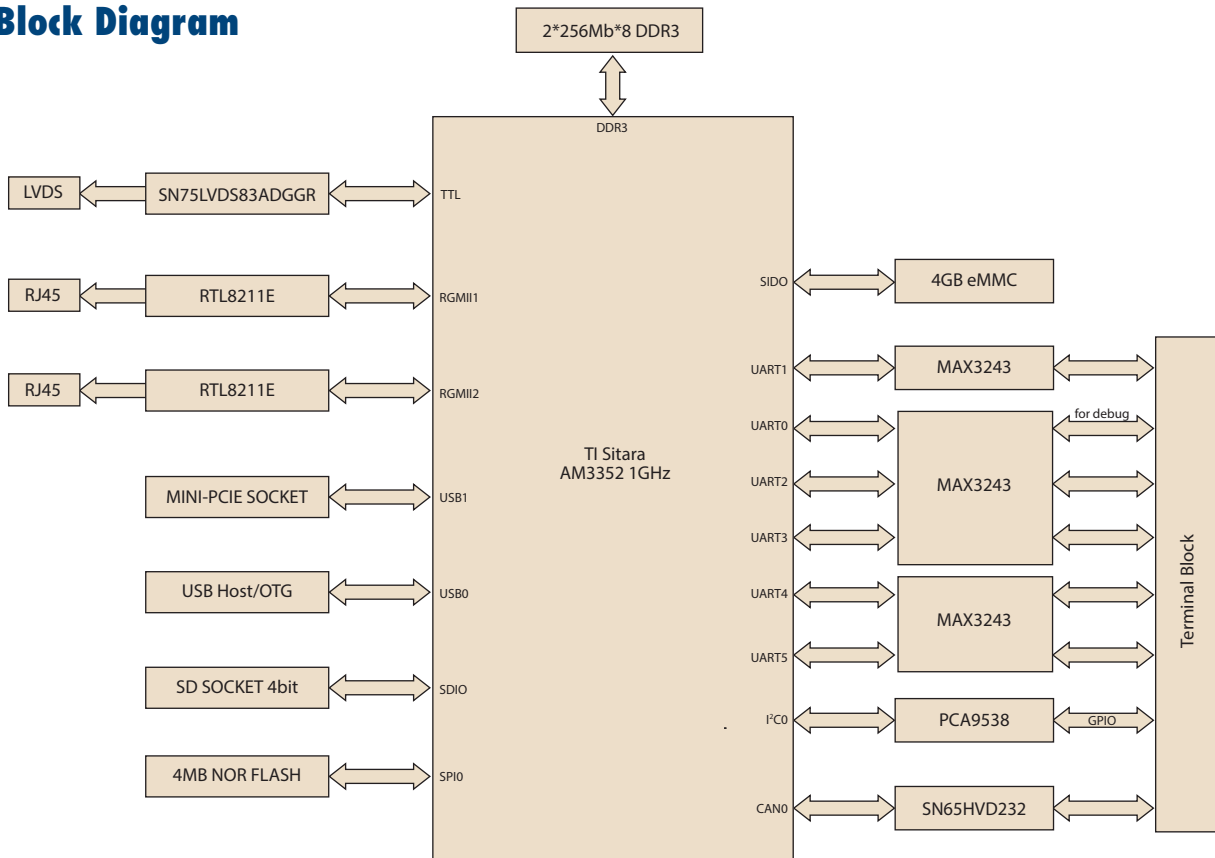 Block Diagram
2*256Mb*8 DDR3
DDR3
LVDS
SN75LVDS83ADGGR
TTL
RJ45
RTL8211E
RGMII1
RJ45
RTL8211E
RGMII2
MINI-PCIE SOCKET
USB1
USB Host/OTG
USB0
SD SOCKET 4bit
SDIO
4MB NOR FLASH
SPI0
TI Sitara
AM3352 1GHz
SIDO
4GB eMMC
UART1
MAX3243
UART0
for debug
UART2
MAX3243
UART3
UART4
MAX3243
UART5
I²C0
PCA9538
GPIO
CAN0
SN65HVD232
Terminal Block